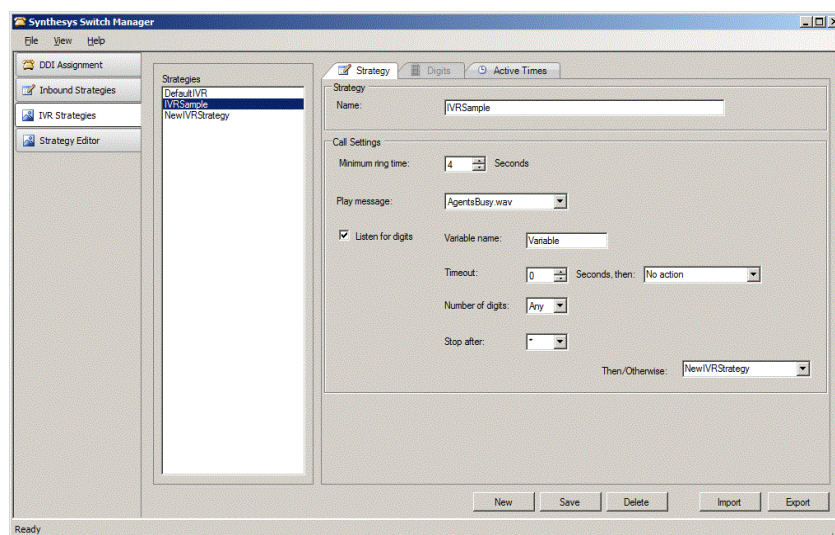 Synthesys Switch Manager
File View Help
DDI Assignment
Inbound Strategies
IVR Strategies
Strategy Editor
Strategies
DefaultIVR
IVRSample
NewIVRStrategy
Strategy Digits Active Times
Strategy
Name: IVRSample
Call Settings
Minimum ring time: 4 Seconds
Play message: AgentsBusy.wav
Listen for digits Variable name: Variable
Timeout: 0 Seconds, then: No action
Number of digits: Any
Stop after: *
Then/Otherwise: NewIVRStrategy
New Save Delete Import Export
Ready